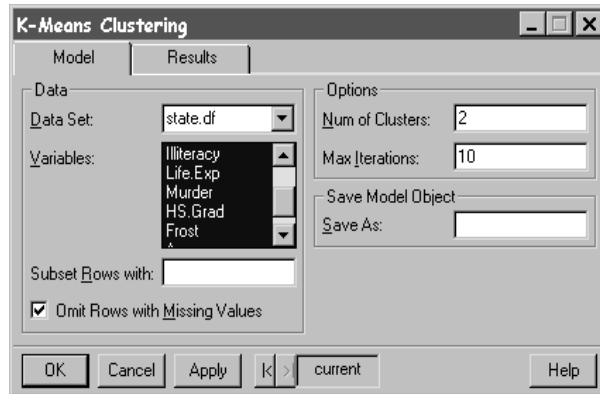 K-Means Clustering
Model
Results
Data
Data Set:
state.df
Variables:
Illiteracy
Life.Exp
Murder
HS.Grad
Frost
Subset Rows with:
Omit Rows with Missing Values
Options
Num of Clusters:
2
Max Iterations:
10
Save Model Object
Save As:
OK
Cancel
Apply
current
Help